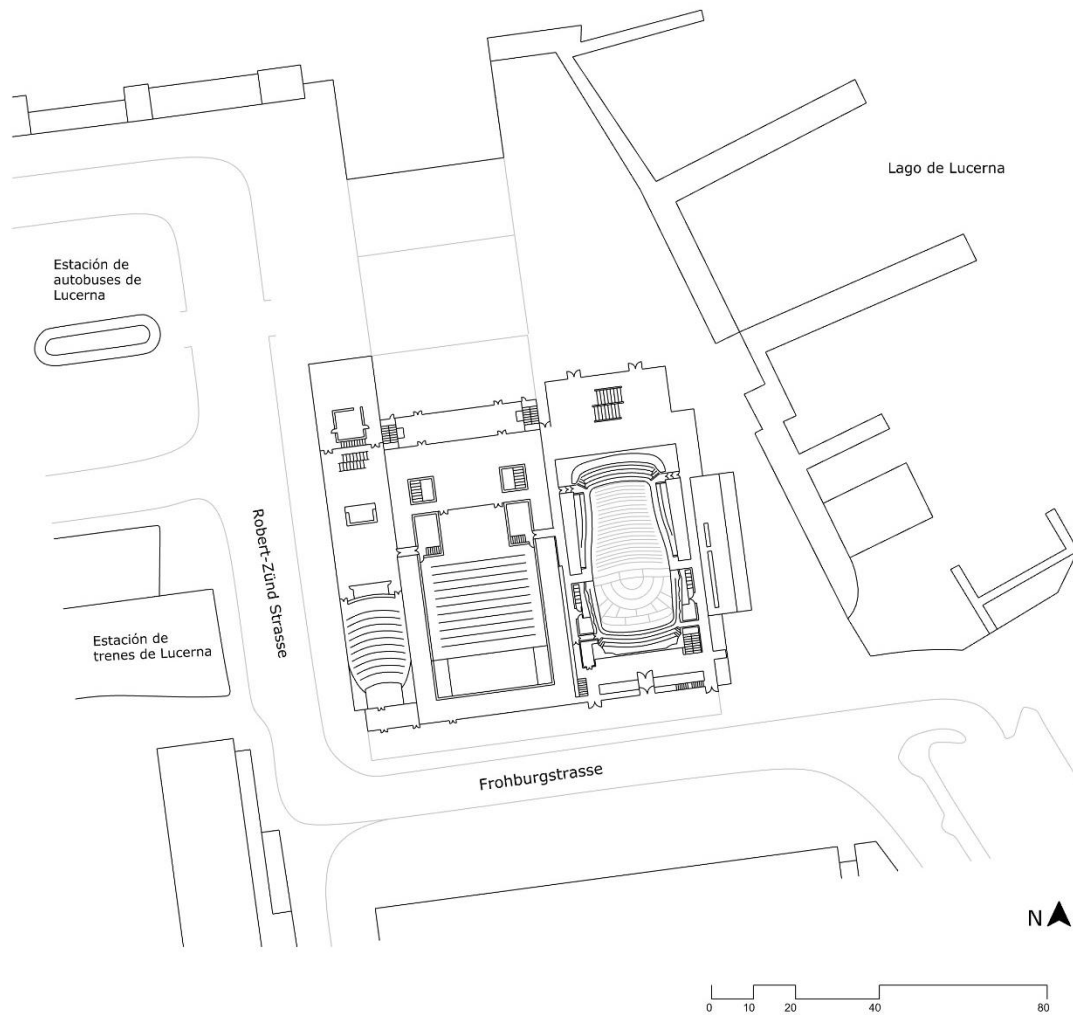 Lago de Lucerna
Estación de
autobuses de
Lucerna
Robert-Zünd Strasse
Estación de
trenes de Lucerna
Frohburgstrasse
N
0 10 20 40 80